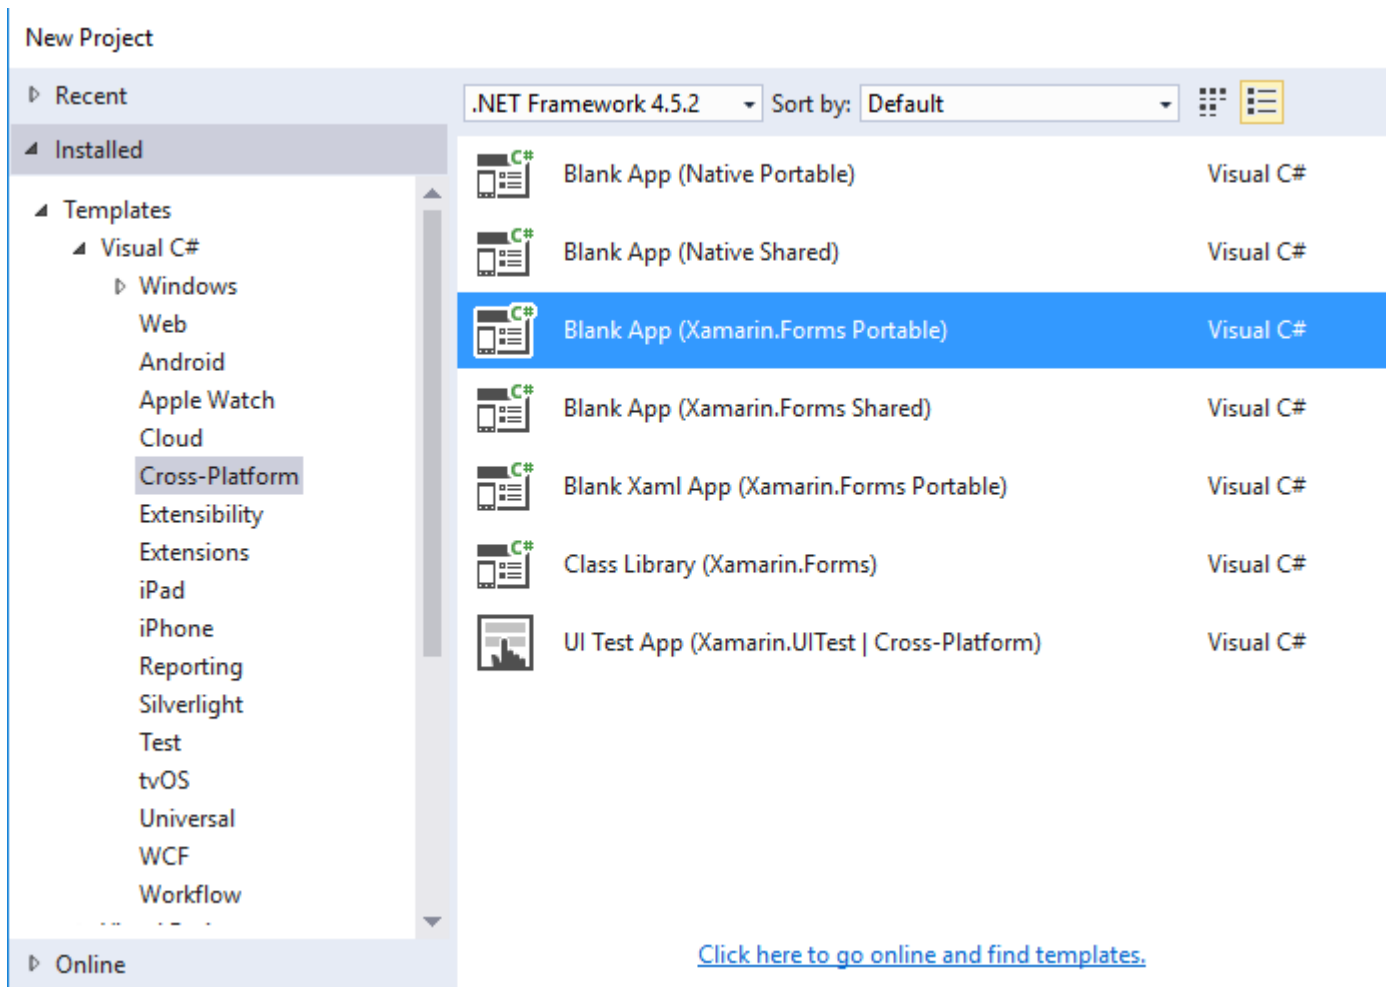 New Project
Recent
.NET Framework 4.5.2 Sort by: Default
Installed
Templates
Visual C#
Windows
Web
Android
Apple Watch
Cloud
Cross-Platform
Extensibility
Extensions
iPad
iPhone
Reporting
Silverlight
Test
tvOS
Universal
WCF
Workflow
Online
C# Blank App (Native Portable) Visual C#
C# Blank App (Native Shared) Visual C#
C# Blank App (Xamarin.Forms Portable) Visual C#
C# Blank App (Xamarin.Forms Shared) Visual C#
C# Blank Xaml App (Xamarin.Forms Portable) Visual C#
C# Class Library (Xamarin.Forms) Visual C#
UI Test App (Xamarin.UITest | Cross-Platform) Visual C#
Click here to go online and find templates.